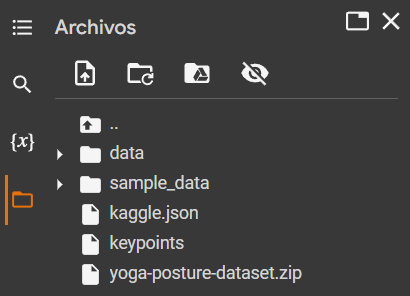 Archivos
{x}
..
data
sample_data
kaggle.json
keypoints
yoga-posture-dataset.zip